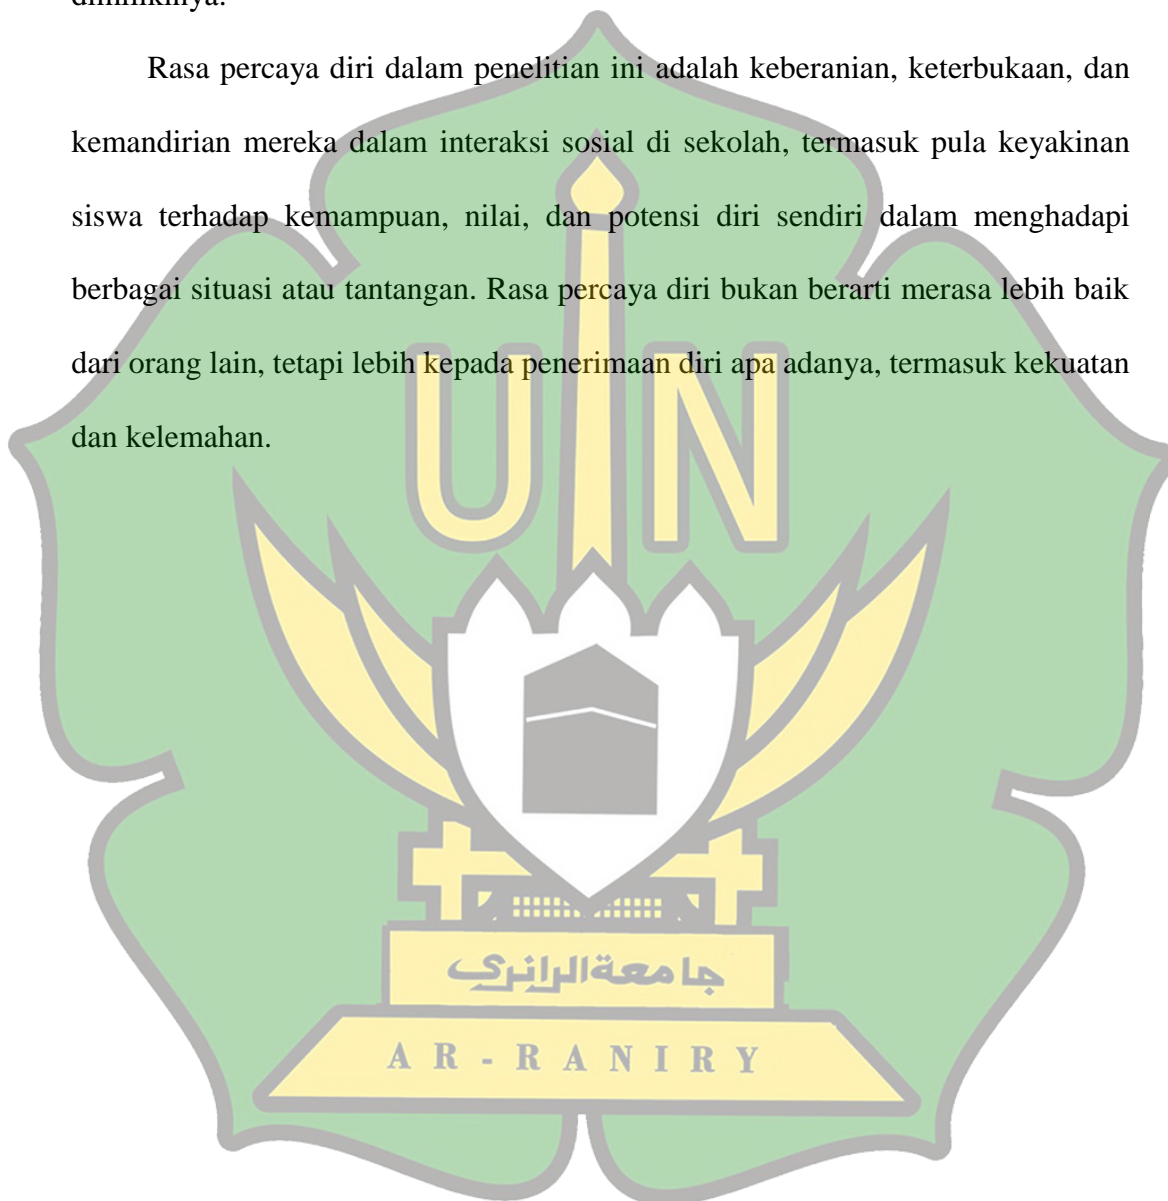 dimilikinya.
Rasa percaya diri dalam penelitian ini adalah keberanian, keterbukaan, dan
kemandirian mereka dalam interaksi sosial di sekolah, termasuk pula keyakinan
siswa terhadap kemampuan, nilai, dan potensi diri sendiri dalam menghadapi
berbagai situasi atau tantangan. Rasa percaya diri bukan berarti merasa lebih baik
dari orang lain, tetapi lebih kepada penerimaan diri apa adanya, termasuk kekuatan
dan kelemahan.
UIN
جامعةالرانري
AR-RANIRY